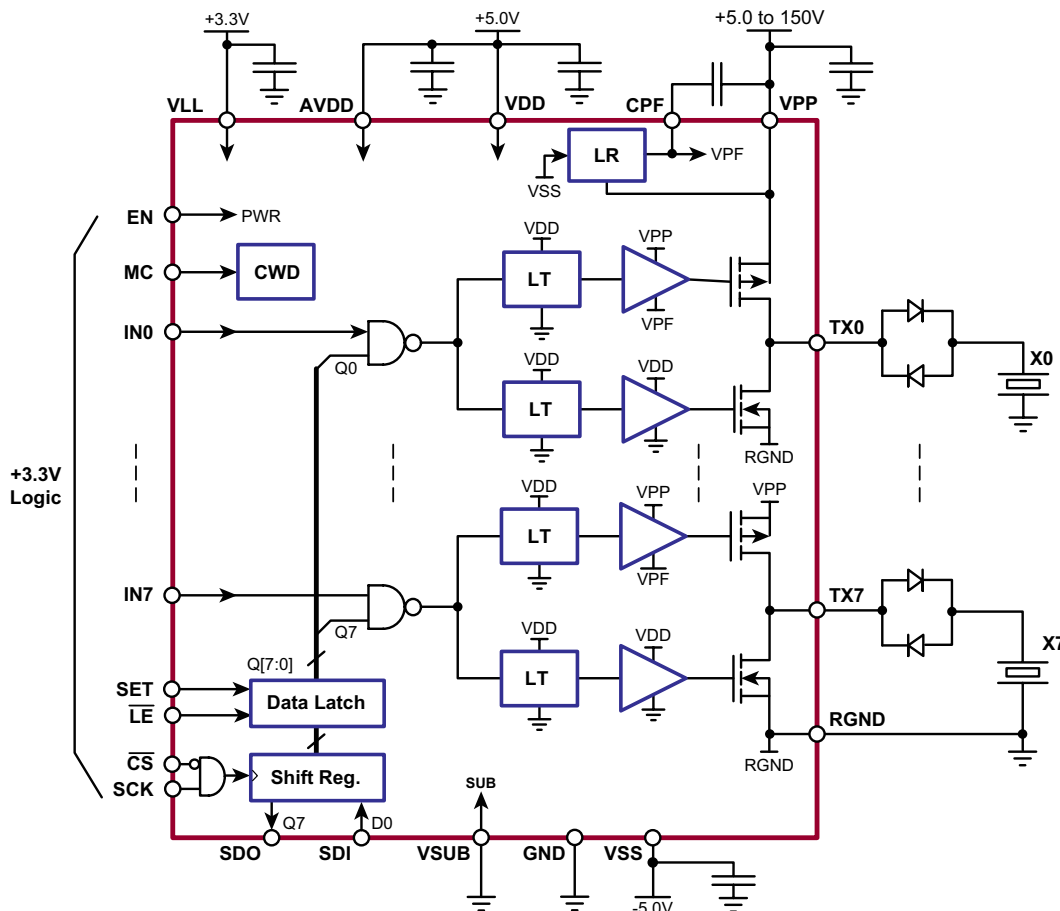 +3.3V
+5.0V
+5.0 to 150V
VLL
AVDD
VDD
CPF
VPP
LR
VPF
VSS
EN
PWR
MC
CWD
IN0
Q0
VDD
LT
VPP
VPF
TX0
X0
VDD
LT
VDD
RGND
+3.3V
Logic
VDD
LT
VPP
VPF
VPP
IN7
Q7
TX7
X7
VDD
LT
VDD
Q[7:0]
SET
LE
Data Latch
RGND
RGND
CS
SCK
Shift Reg.
SUB
Q7
D0
SDO
SDI
VSUB
GND
VSS
-5.0V